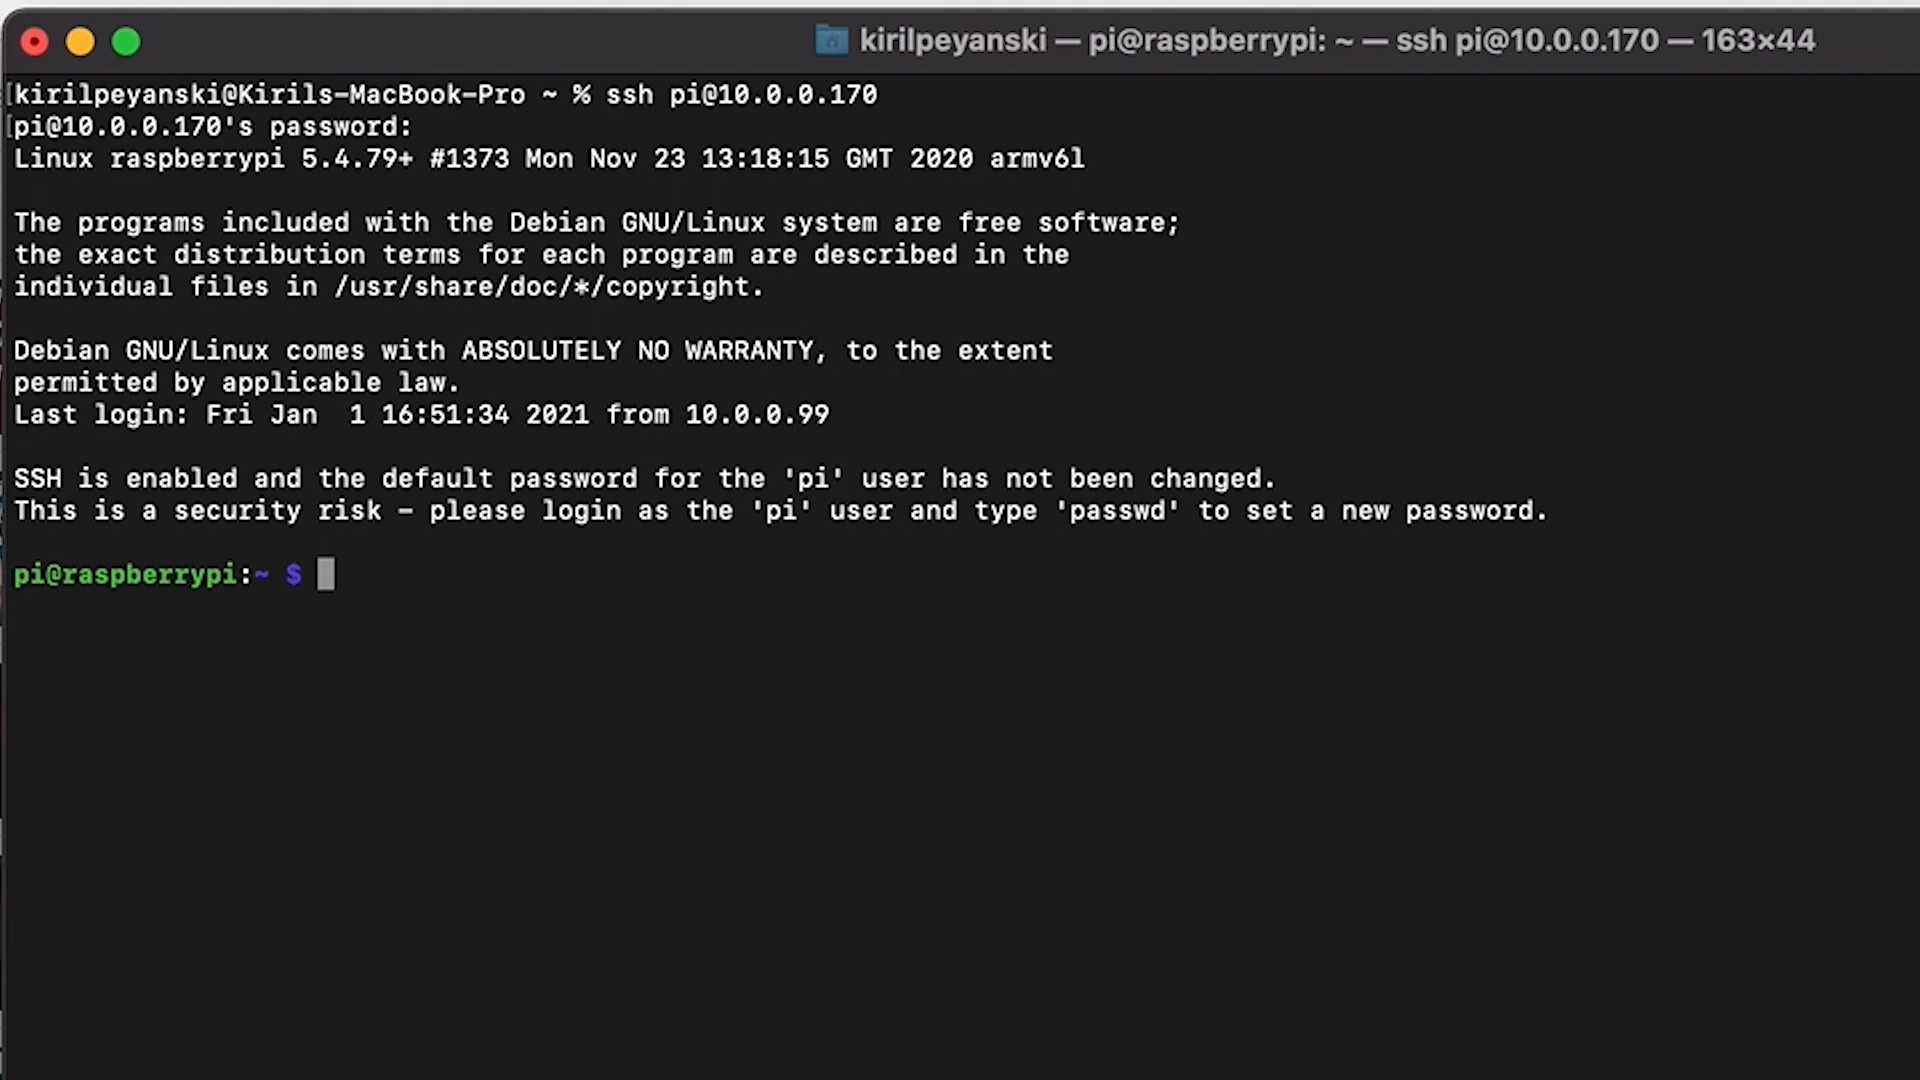 kirilpeyanski — pi@raspberrypi: ~ — ssh pi@10.0.0.170 — 163×44
[kirilpeyanski@Kirils-MacBook-Pro ~ % ssh pi@10.0.0.170
[pi@10.0.0.170's password:
Linux raspberrypi 5.4.79+ #1373 Mon Nov 23 13:18:15 GMT 2020 armv6l
The programs included with the Debian GNU/Linux system are free software;
the exact distribution terms for each program are described in the
individual files in /usr/share/doc/*/copyright.
Debian GNU/Linux comes with ABSOLUTELY NO WARRANTY, to the extent
permitted by applicable law.
Last login: Fri Jan  1 16:51:34 2021 from 10.0.0.99
SSH is enabled and the default password for the 'pi' user has not been changed.
This is a security risk – please login as the 'pi' user and type 'passwd' to set a new password.
pi@raspberrypi:~ $